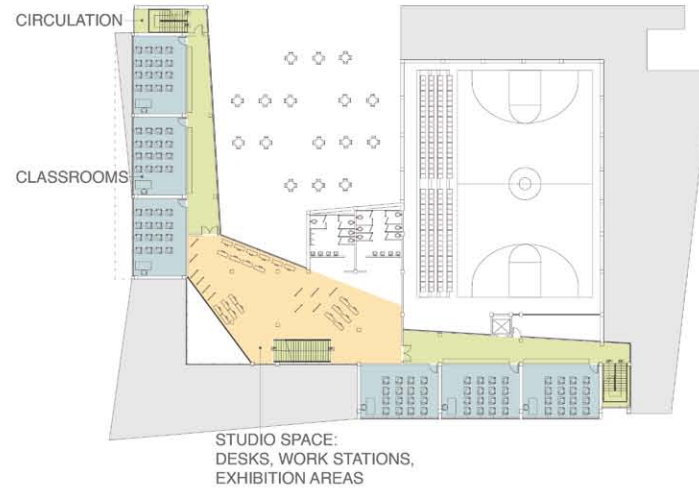 CIRCULATION
CLASSROOMS
STUDIO SPACE:
DESKS, WORK STATIONS,
EXHIBITION AREAS